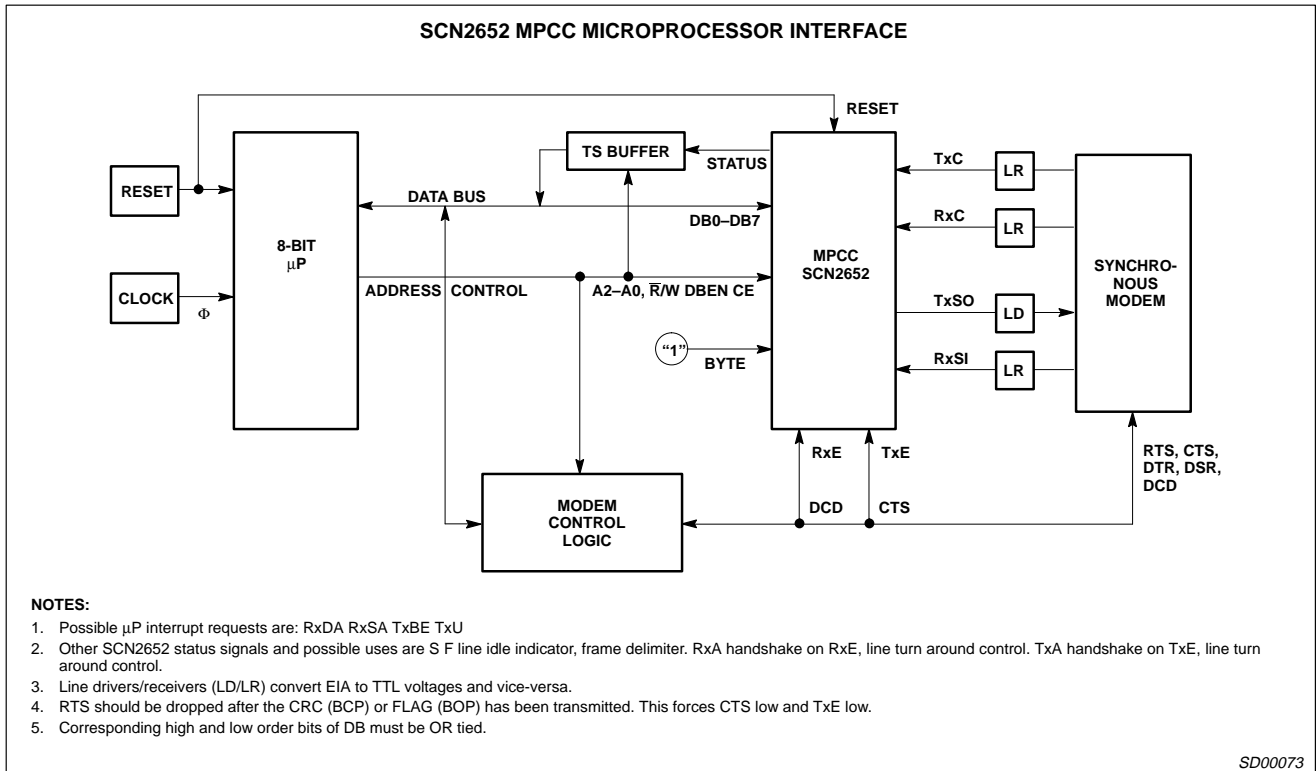 SCN2652 MPCC MICROPROCESSOR INTERFACE
RESET
TS BUFFER
STATUS
TxC
LR
RESET
DATA BUS
DB0–DB7
RxC
LR
8-BIT
μP
MPCC
SCN2652
SYNCHRO-
NOUS
MODEM
CLOCK
Φ
ADDRESS CONTROL
A2–A0, R̅/W DBEN CE
TxSO
LD
"1"
BYTE
RxSI
LR
RxE
TxE
RTS, CTS,
DTR, DSR,
DCD
MODEM
CONTROL
LOGIC
DCD
CTS
NOTES:
1. Possible μP interrupt requests are: RxDA RxSA TxBE TxU
2. Other SCN2652 status signals and possible uses are S F line idle indicator, frame delimiter. RxA handshake on RxE, line turn around control. TxA handshake on TxE, line turn
around control.
3. Line drivers/receivers (LD/LR) convert EIA to TTL voltages and vice-versa.
4. RTS should be dropped after the CRC (BCP) or FLAG (BOP) has been transmitted. This forces CTS low and TxE low.
5. Corresponding high and low order bits of DB must be OR tied.
SD00073